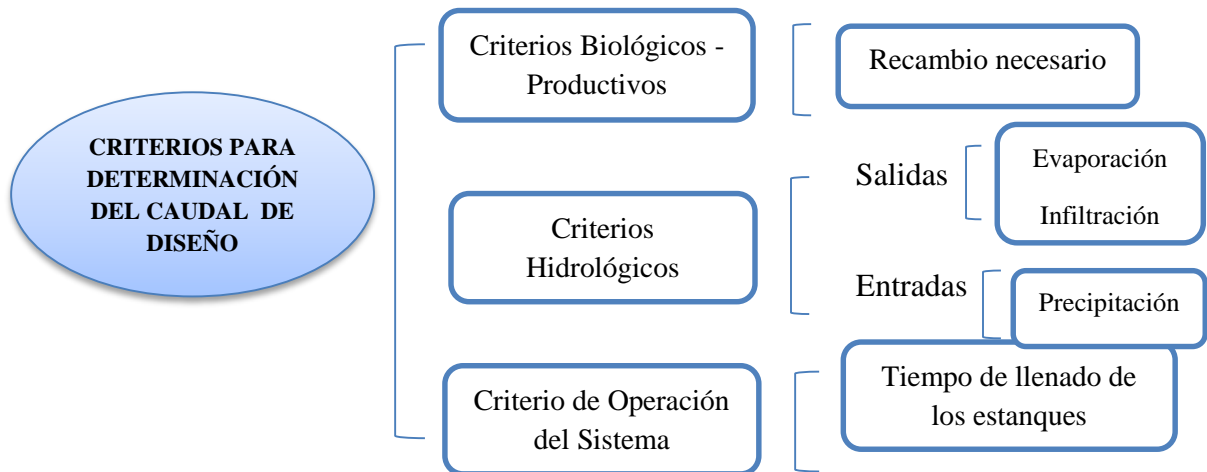 CRITERIOS PARA
DETERMINACIÓN
DEL CAUDAL DE
DISEÑO
Criterios Biológicos -
Productivos
Recambio necesario
Criterios
Hidrológicos
Salidas
Evaporación
Infiltración
Entradas
Precipitación
Criterio de Operación
del Sistema
Tiempo de llenado de
los estanques